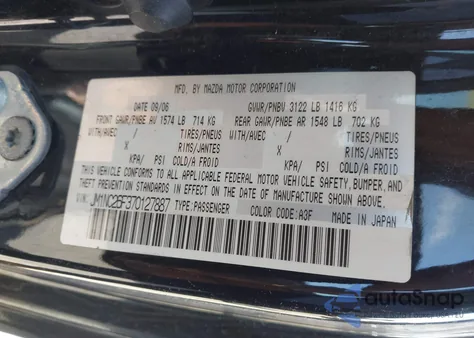 MFD. BY MAZDA MOTOR CORPORATION
DATE 09/06 GVWR/PNBV 3122 LB 1416 KG
FRONT GAWR/PNBE AV 1574 LB 714 KG REAR GAWR/PNBE AR 1548 LB 702 KG
WITH/AVEC TIRES/PNEUS WITH/AVEC TIRES/PNEUS
/ RIMS/JANTES / RIMS/JANTES
KPA/ PSI COLD/A FROID KPA/ PSI COLD/A FROID
THIS VEHICLE CONFORMS TO ALL APPLICABLE FEDERAL MOTOR VEHICLE SAFETY, BUMPER, AND
THEFT PREVENTION STANDARDS IN EFFECT ON THE DATE OF MANUFACTURE SHOWN ABOVE.
VIN: JM1NC25F370127887 TYPE:PASSENGER COLOR CODE:A3F MADE IN JAPAN
autoSnap